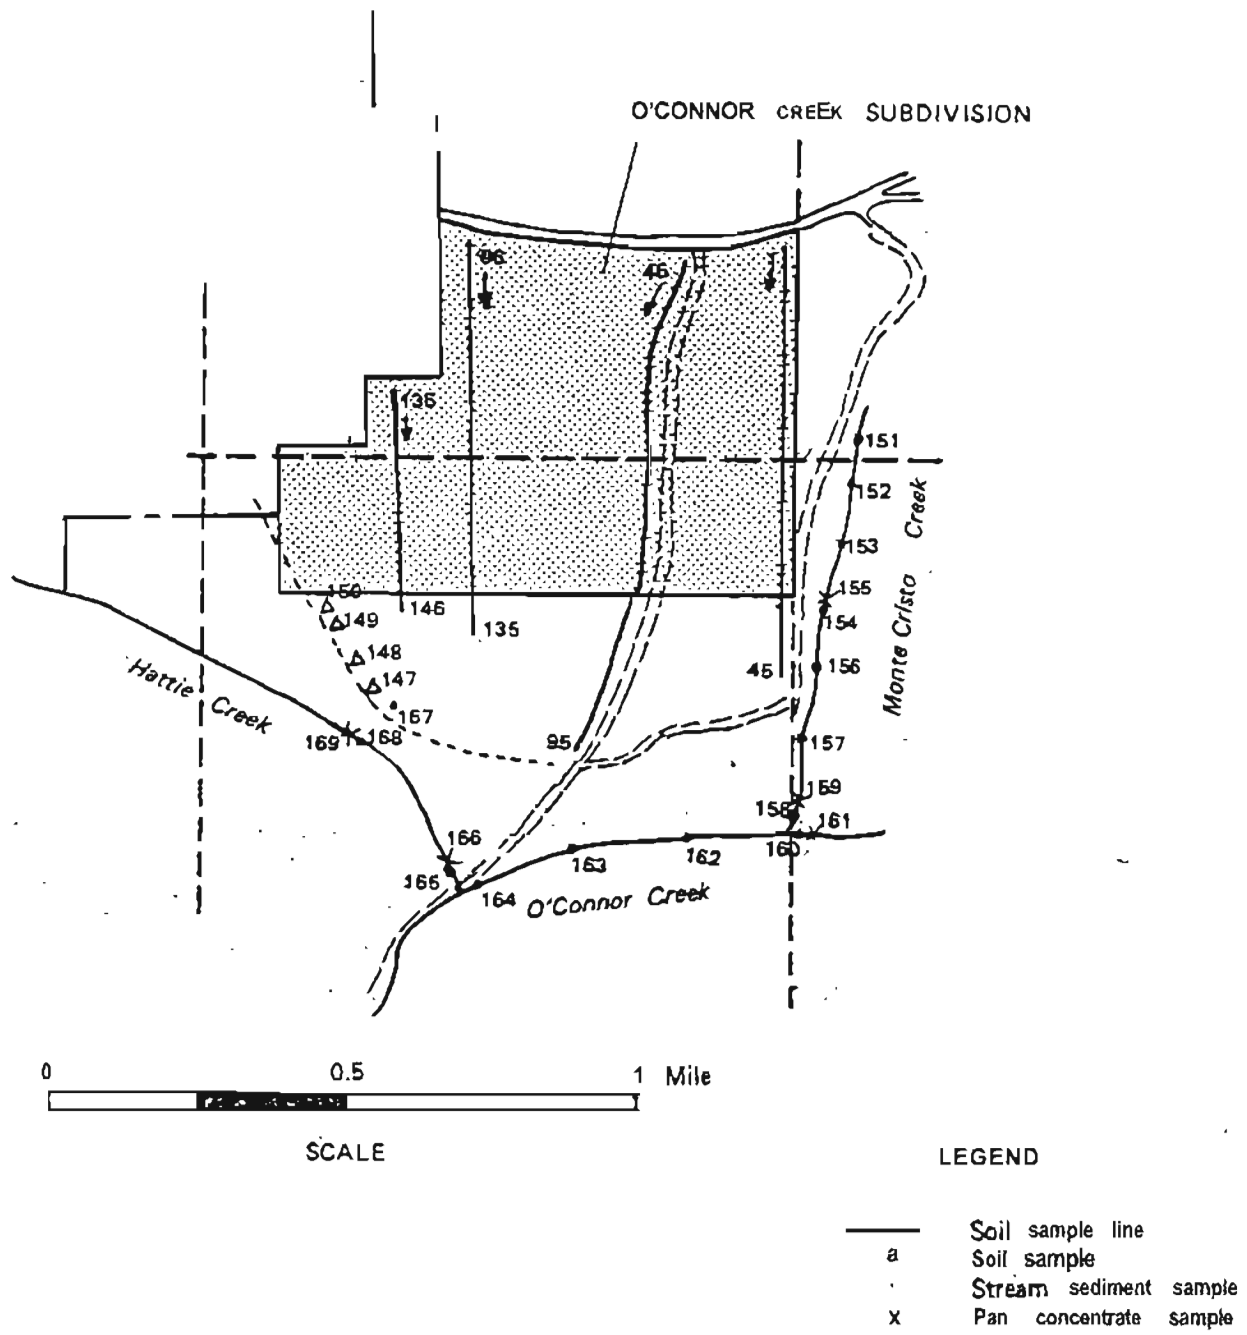 O'CONNOR CREEK SUBDIVISION
96
46
1
136
151
152
Monte Cristo Creek
153
155
154
150
149
146
135
148
156
45
147
167
Hattie Creek
169
168
95
157
159
158
161
160
166
165
163
162
164
O'Connor Creek
0 0.5 1 Mile
SCALE
LEGEND
Soil sample line
a Soil sample
Stream sediment sample
x Pan concentrate sample